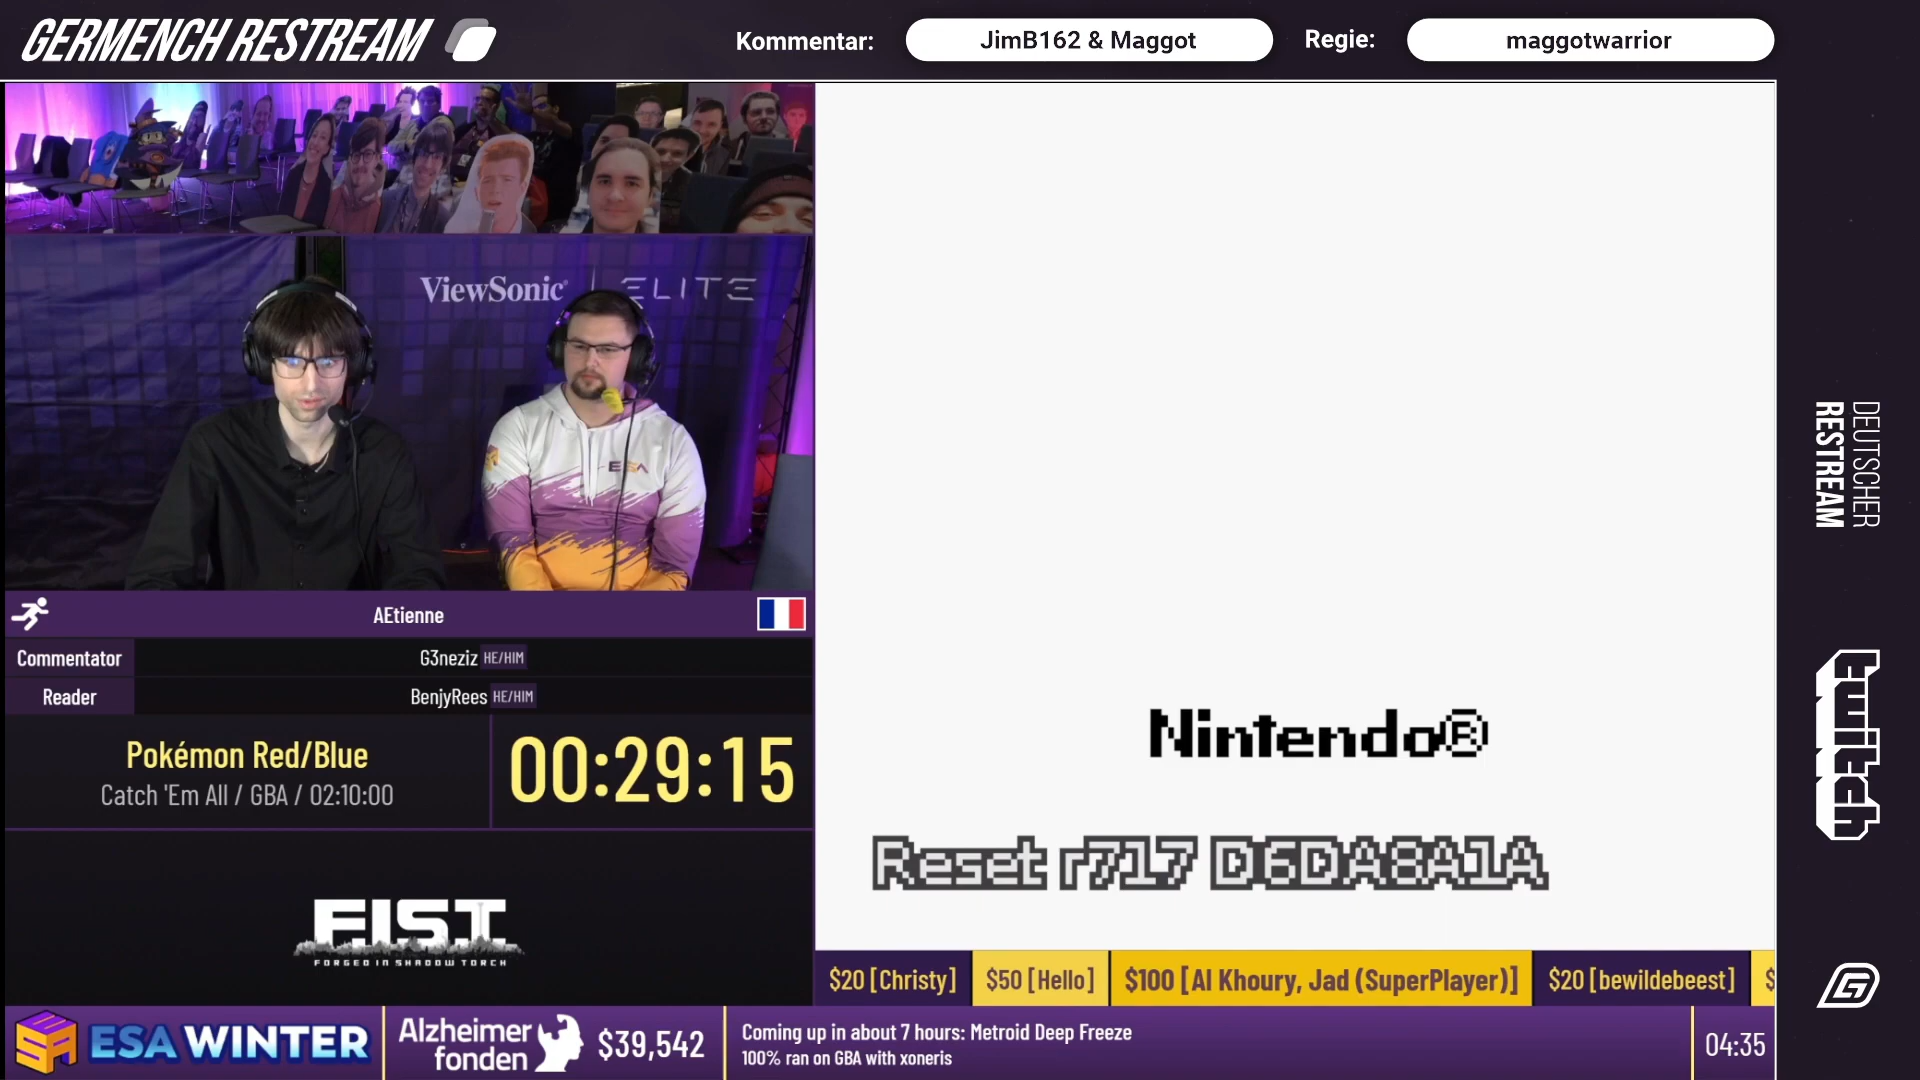 GERMENCH RESTREAM
Kommentar:
JimB162 & Maggot
Regie:
maggotwarrior
ViewSonic® | ELITE
ESA
AEtienne
Commentator
G3neziz HE/HIM
Reader
BenjyRees HE/HIM
Pokémon Red/Blue
Catch 'Em All / GBA / 02:10:00
00:29:15
F.I.S.T.
FORGED IN SHADOW TORCH
Nintendo®
Reset r717 D6DA8A1A
$20 [Christy]
$50 [Hello]
$100 [Al Khoury, Jad (SuperPlayer)]
$20 [bewildebeest]
$
ESA WINTER
Alzheimer
fonden
$39,542
Coming up in about 7 hours: Metroid Deep Freeze
100% ran on GBA with xoneris
04:35
DEUTSCHER
RESTREAM
twitch
G